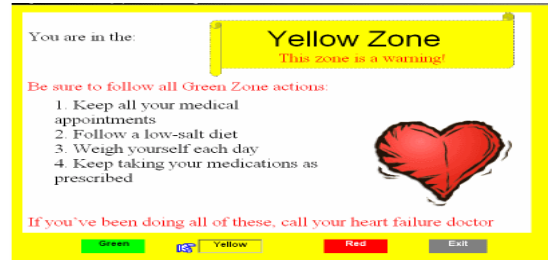 You are in the:
Yellow Zone
This zone is a warning!
Be sure to follow all Green Zone actions:
1. Keep all your medical
appointments
2. Follow a low-salt diet
3. Weigh yourself each day
4. Keep taking your medications as
prescribed
If you've been doing all of these, call your heart failure doctor
Green
Yellow
Red
Exit